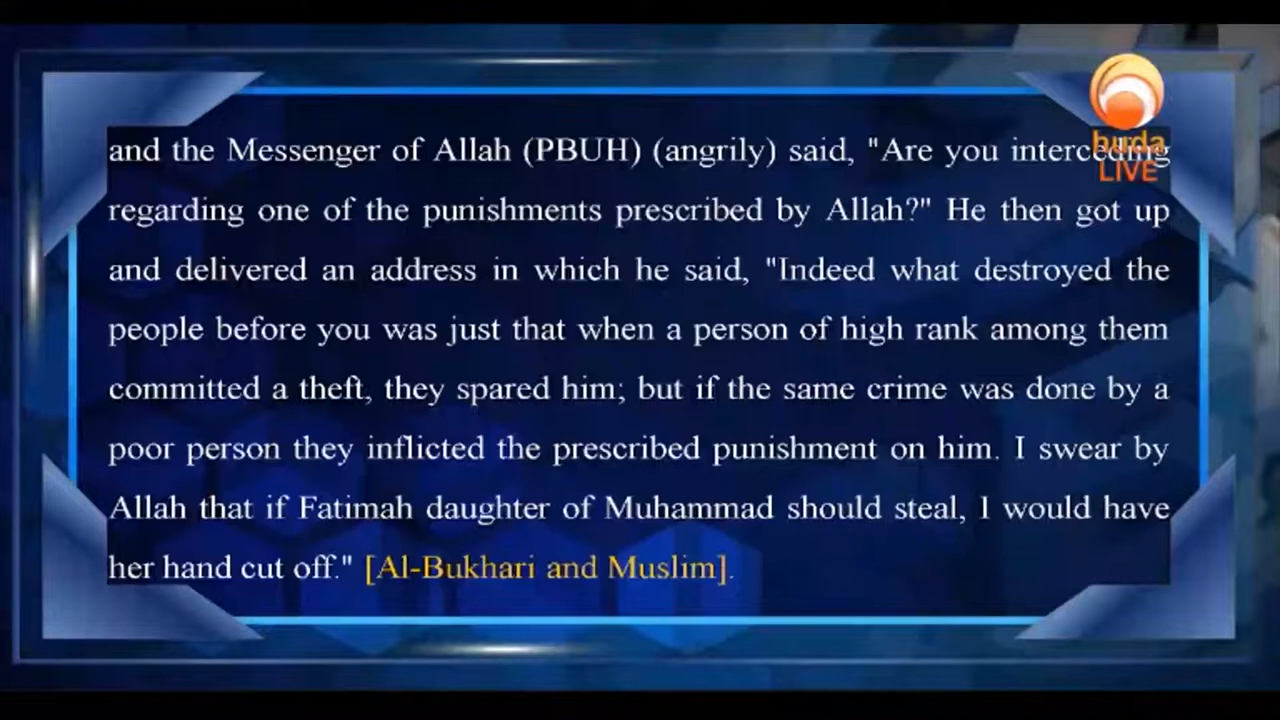 and the Messenger of Allah (PBUH) (angrily) said, "Are you interceding
regarding one of the punishments prescribed by Allah?" He then got up
and delivered an address in which he said, "Indeed what destroyed the
people before you was just that when a person of high rank among them
committed a theft, they spared him; but if the same crime was done by a
poor person they inflicted the prescribed punishment on him. I swear by
Allah that if Fatimah daughter of Muhammad should steal, I would have
her hand cut off." [Al-Bukhari and Muslim].
huda
LIVE